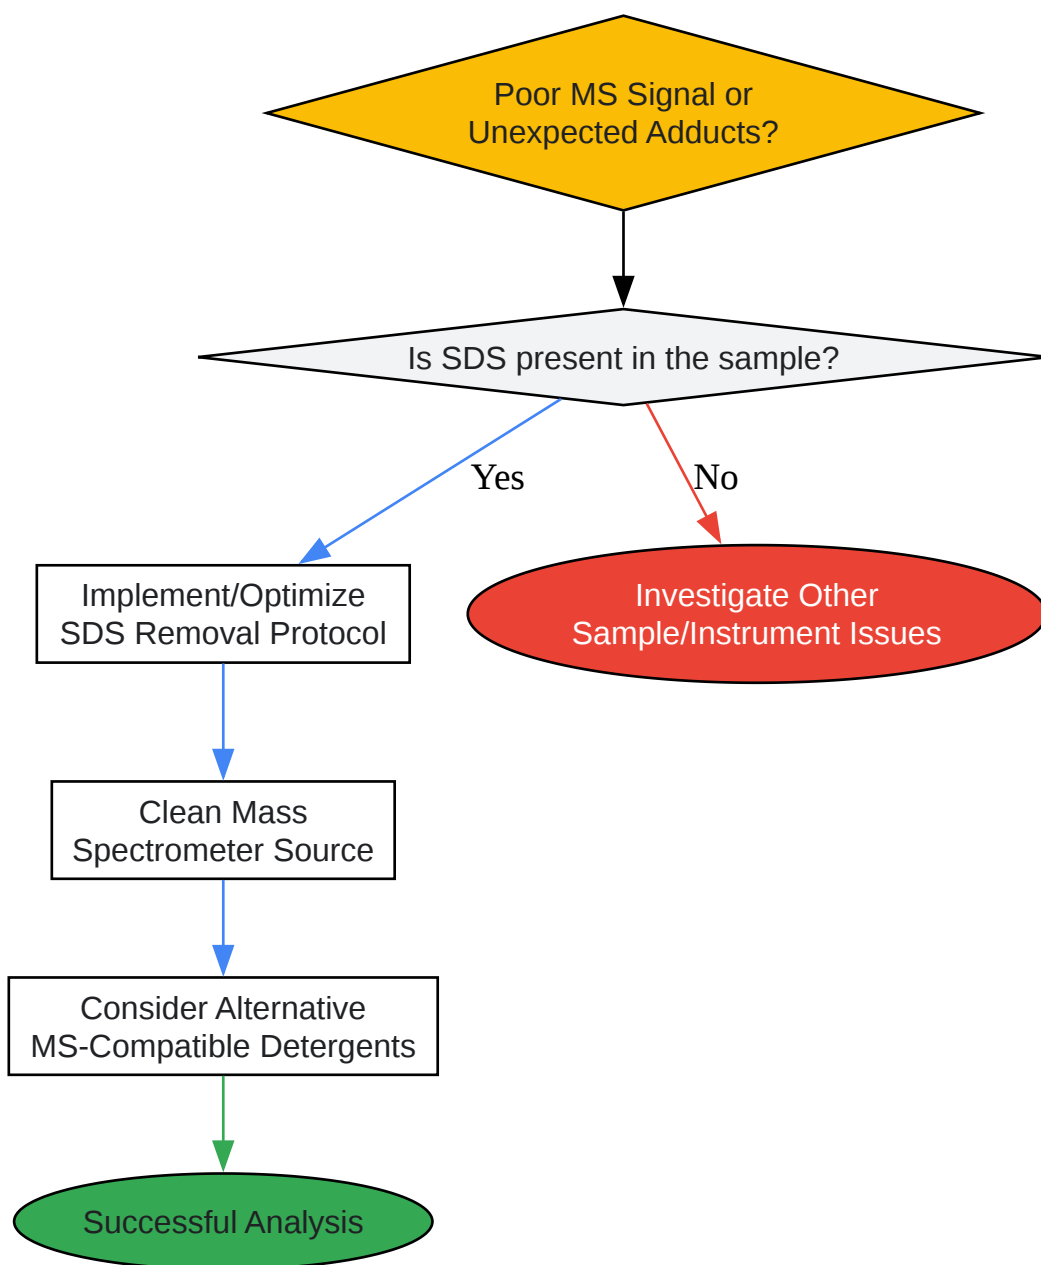 Poor MS Signal or
Unexpected Adducts?
Is SDS present in the sample?
Yes
No
Implement/Optimize
SDS Removal Protocol
Investigate Other
Sample/Instrument Issues
Clean Mass
Spectrometer Source
Consider Alternative
MS-Compatible Detergents
Successful Analysis